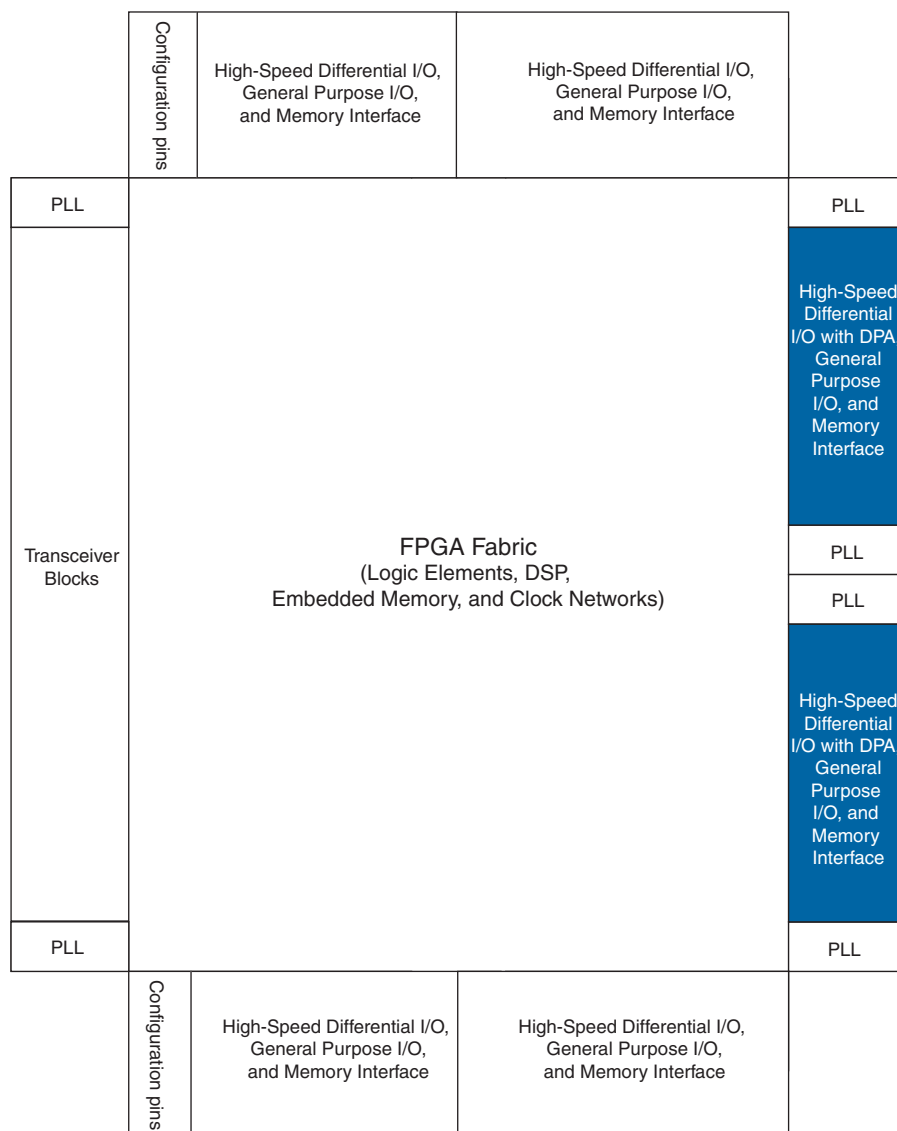 Configuration pins
High-Speed Differential I/O,
General Purpose I/O,
and Memory Interface
High-Speed Differential I/O,
General Purpose I/O,
and Memory Interface
PLL
PLL
High-Speed
Differential
I/O with DPA
General
Purpose
I/O, and
Memory
Interface
Transceiver
Blocks
FPGA Fabric
(Logic Elements, DSP,
Embedded Memory, and Clock Networks)
PLL
PLL
High-Speed
Differential
I/O with DPA
General
Purpose
I/O, and
Memory
Interface
PLL
PLL
Configuration pins
High-Speed Differential I/O,
General Purpose I/O,
and Memory Interface
High-Speed Differential I/O,
General Purpose I/O,
and Memory Interface